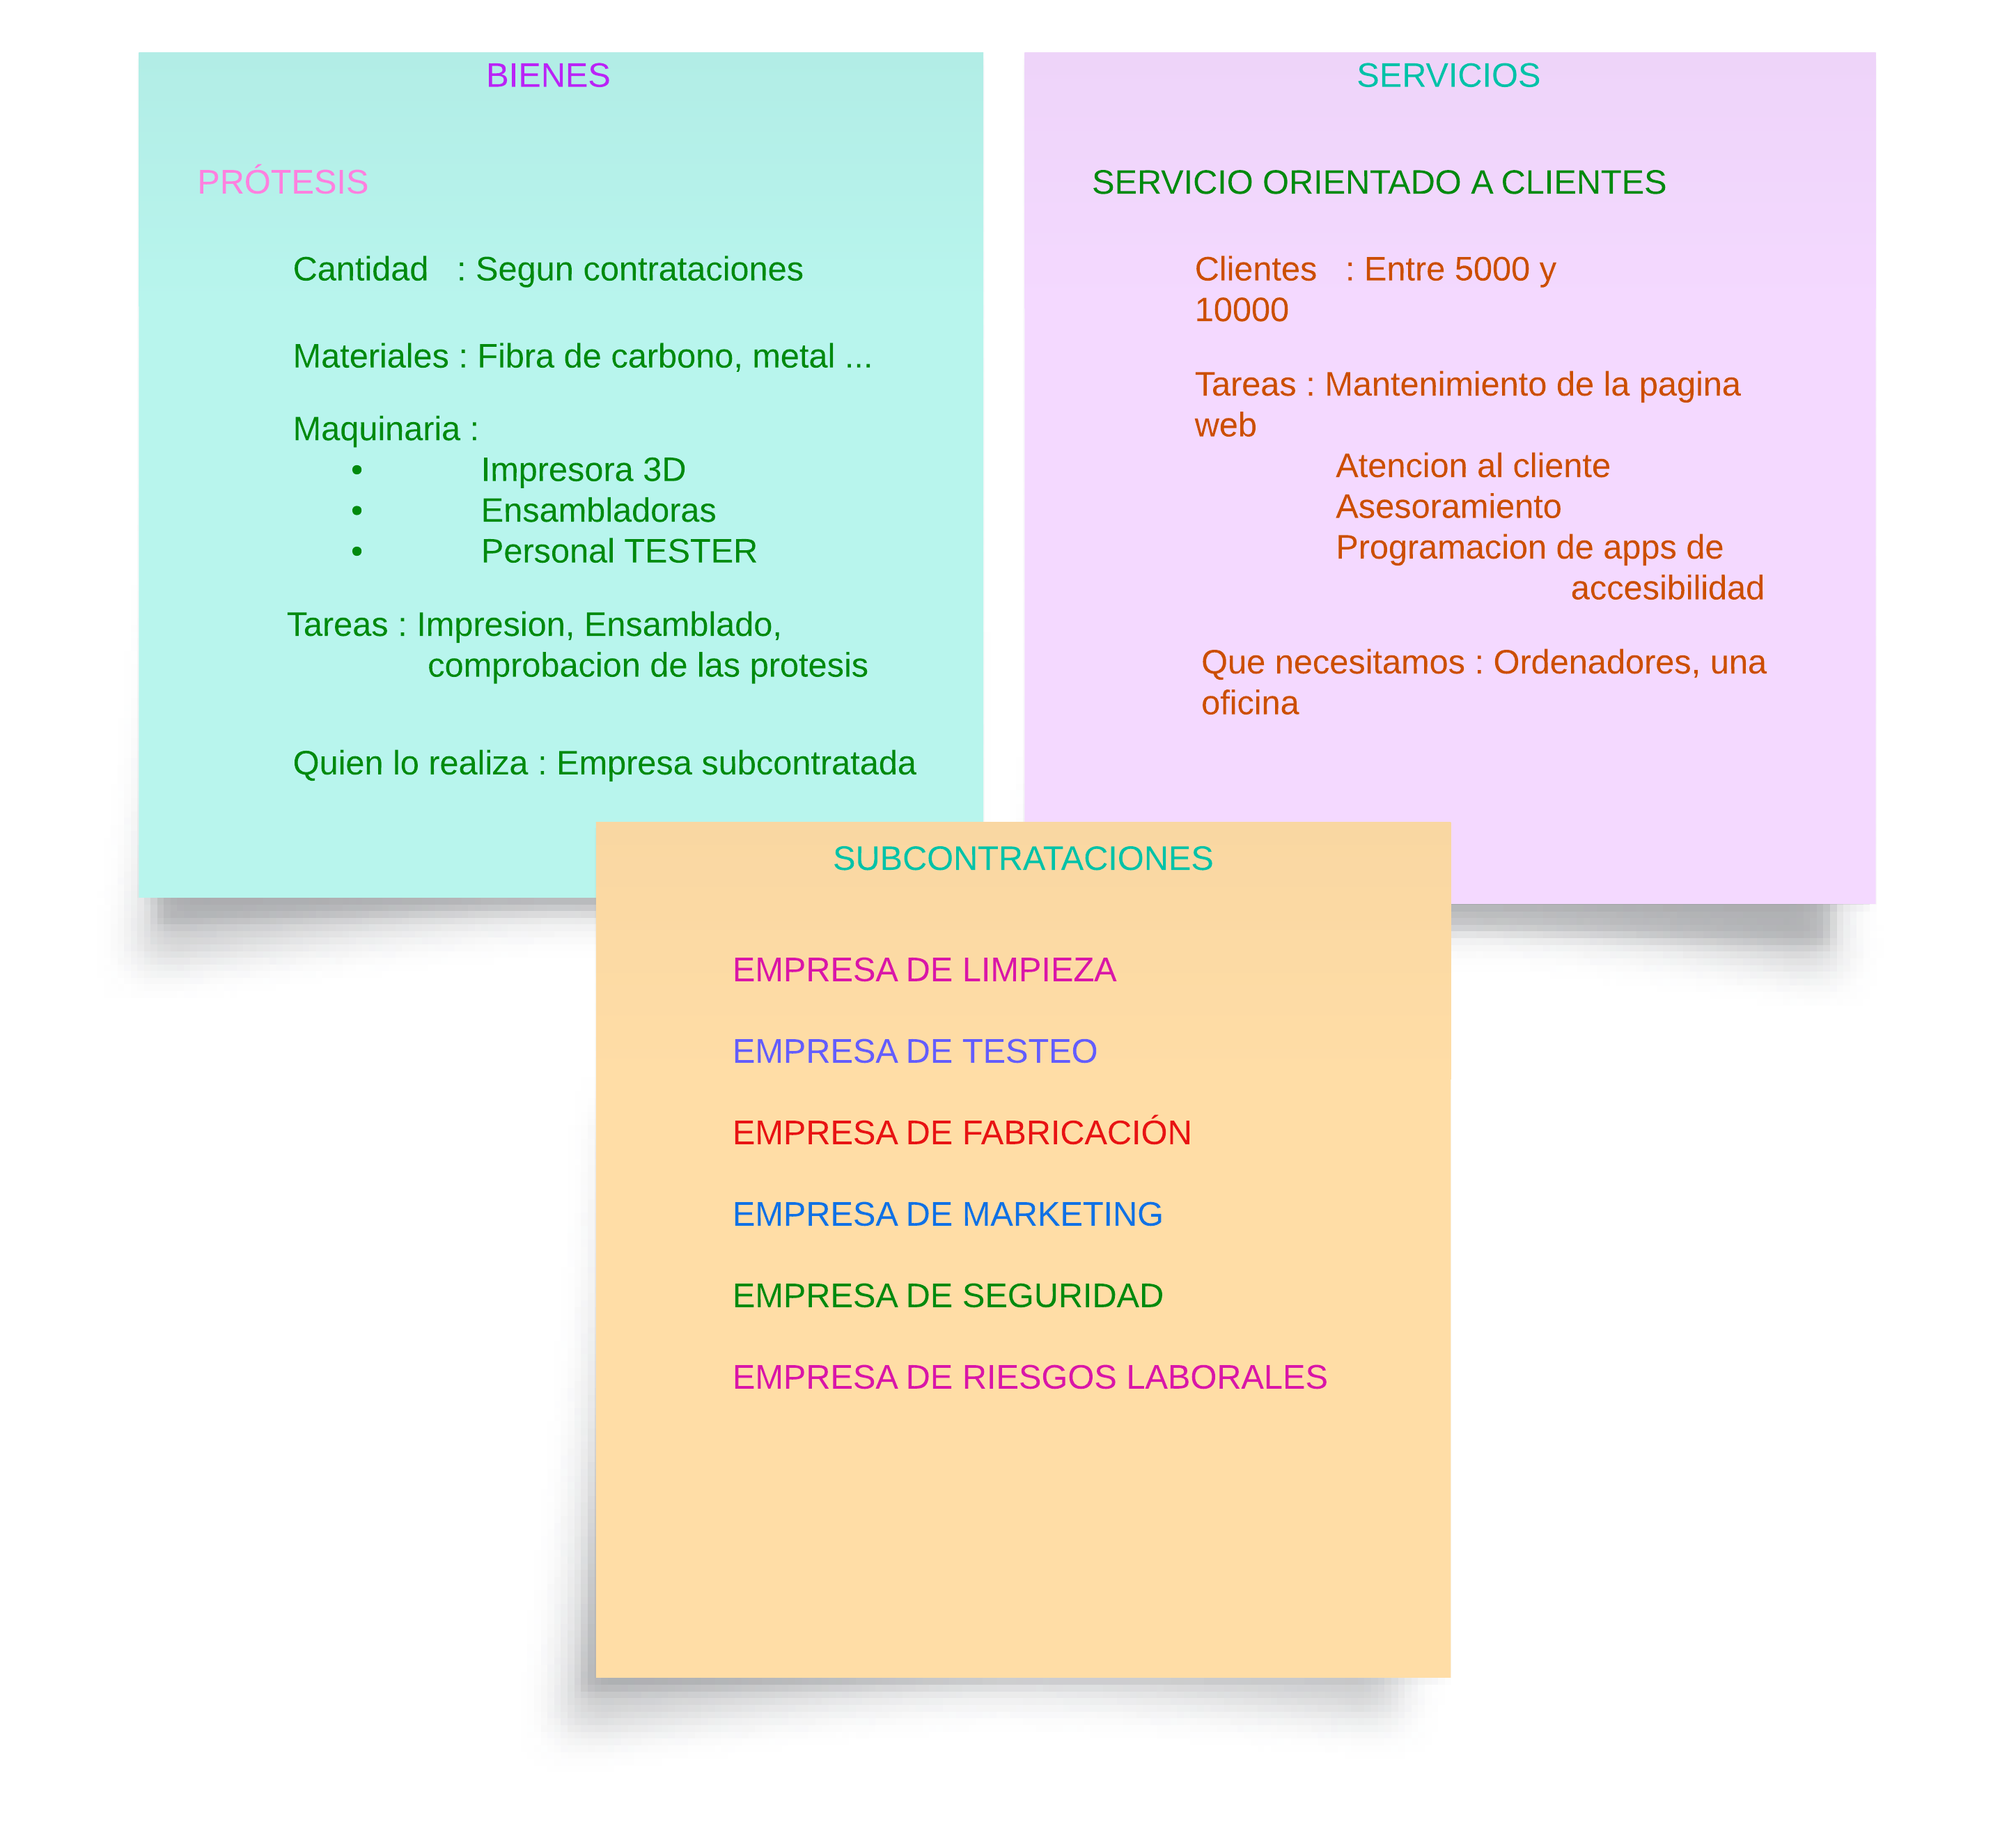 BIENES
PRÓTESIS
Cantidad   : Segun contrataciones
Materiales : Fibra de carbono, metal ...
Maquinaria :
• Impresora 3D
• Ensambladoras
• Personal TESTER
Tareas : Impresion, Ensamblado,
comprobacion de las protesis
Quien lo realiza : Empresa subcontratada
SERVICIOS
SERVICIO ORIENTADO A CLIENTES
Clientes   : Entre 5000 y
10000
Tareas : Mantenimiento de la pagina
web
Atencion al cliente
Asesoramiento
Programacion de apps de
accesibilidad
Que necesitamos : Ordenadores, una
oficina
SUBCONTRATACIONES
EMPRESA DE LIMPIEZA
EMPRESA DE TESTEO
EMPRESA DE FABRICACIÓN
EMPRESA DE MARKETING
EMPRESA DE SEGURIDAD
EMPRESA DE RIESGOS LABORALES